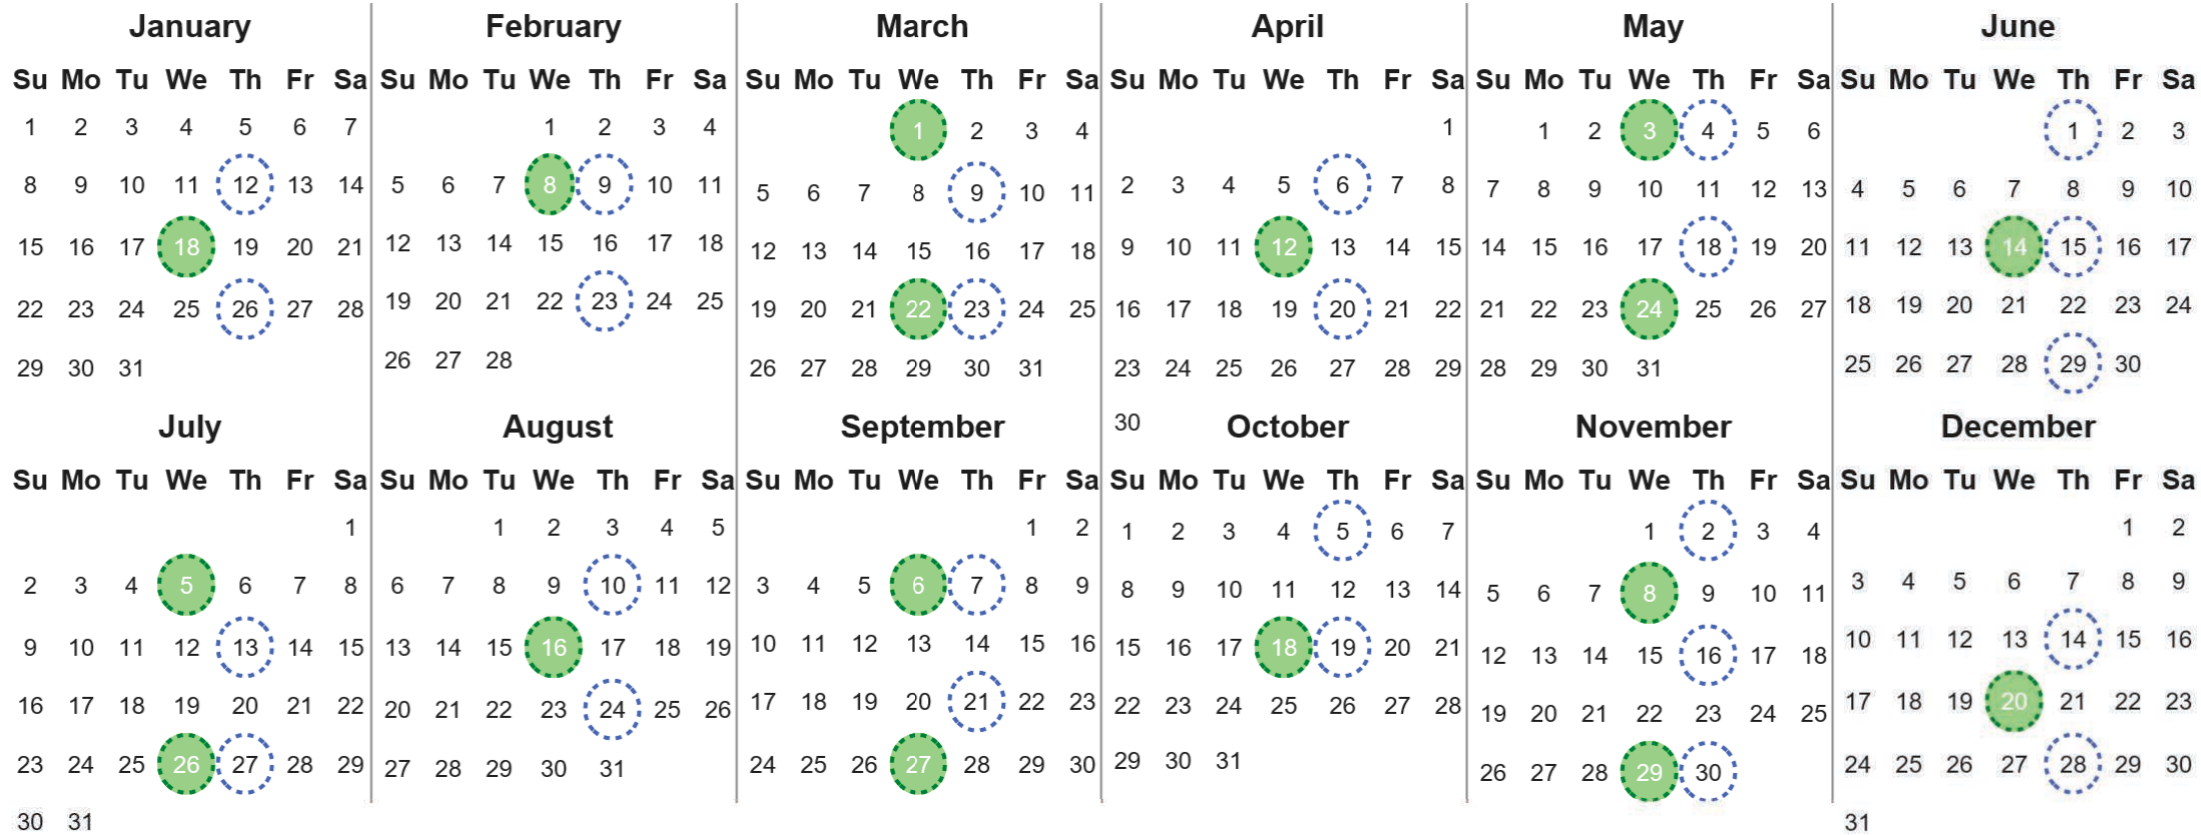 January
Su Mo Tu We Th Fr Sa
1 2 3 4 5 6 7
8 9 10 11 12 13 14
15 16 17 18 19 20 21
22 23 24 25 26 27 28
29 30 31
February
Su Mo Tu We Th Fr Sa
1 2 3 4
5 6 7 8 9 10 11
12 13 14 15 16 17 18
19 20 21 22 23 24 25
26 27 28
March
Su Mo Tu We Th Fr Sa
1 2 3 4
5 6 7 8 9 10 11
12 13 14 15 16 17 18
19 20 21 22 23 24 25
26 27 28 29 30 31
April
Su Mo Tu We Th Fr Sa
1
2 3 4 5 6 7 8
9 10 11 12 13 14 15
16 17 18 19 20 21 22
23 24 25 26 27 28 29
30
May
Su Mo Tu We Th Fr Sa
1 2 3 4 5 6
7 8 9 10 11 12 13
14 15 16 17 18 19 20
21 22 23 24 25 26 27
28 29 30 31
June
Su Mo Tu We Th Fr Sa
1 2 3
4 5 6 7 8 9 10
11 12 13 14 15 16 17
18 19 20 21 22 23 24
25 26 27 28 29 30
July
Su Mo Tu We Th Fr Sa
1
2 3 4 5 6 7 8
9 10 11 12 13 14 15
16 17 18 19 20 21 22
23 24 25 26 27 28 29
30 31
August
Su Mo Tu We Th Fr Sa
1 2 3 4 5
6 7 8 9 10 11 12
13 14 15 16 17 18 19
20 21 22 23 24 25 26
27 28 29 30 31
September
Su Mo Tu We Th Fr Sa
1 2
3 4 5 6 7 8 9
10 11 12 13 14 15 16
17 18 19 20 21 22 23
24 25 26 27 28 29 30
October
Su Mo Tu We Th Fr Sa
1 2 3 4 5 6 7
8 9 10 11 12 13 14
15 16 17 18 19 20 21
22 23 24 25 26 27 28
29 30 31
November
Su Mo Tu We Th Fr Sa
1 2 3 4
5 6 7 8 9 10 11
12 13 14 15 16 17 18
19 20 21 22 23 24 25
26 27 28 29 30
December
Su Mo Tu We Th Fr Sa
1 2
3 4 5 6 7 8 9
10 11 12 13 14 15 16
17 18 19 20 21 22 23
24 25 26 27 28 29 30
31